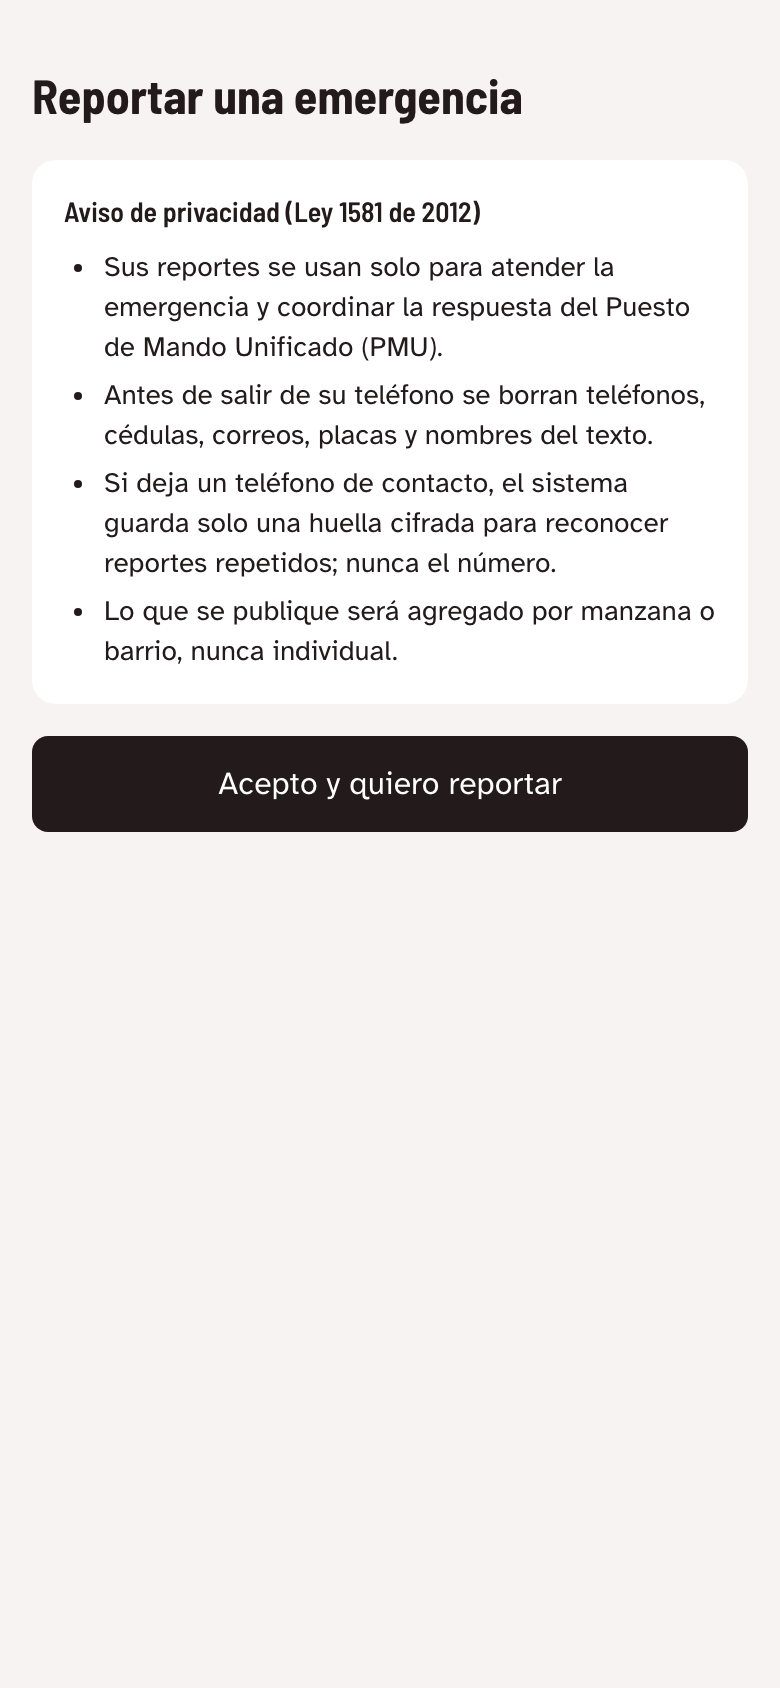 Reportar una emergencia
Aviso de privacidad (Ley 1581 de 2012)
• Sus reportes se usan solo para atender la
emergencia y coordinar la respuesta del Puesto
de Mando Unificado (PMU).
• Antes de salir de su teléfono se borran teléfonos,
cédulas, correos, placas y nombres del texto.
• Si deja un teléfono de contacto, el sistema
guarda solo una huella cifrada para reconocer
reportes repetidos; nunca el número.
• Lo que se publique será agregado por manzana o
barrio, nunca individual.
Acepto y quiero reportar